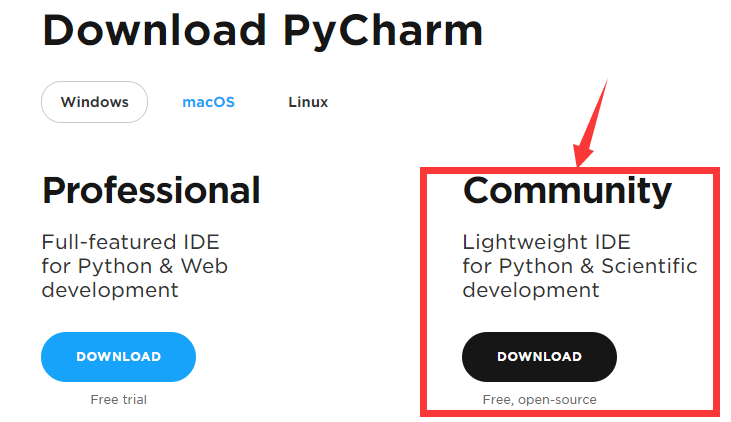 Download PyCharm
Windows
macOS
Linux
Professional
Full-featured IDE
for Python & Web
development
DOWNLOAD
Free trial
Community
Lightweight IDE
for Python & Scientific
development
DOWNLOAD
Free, open-source